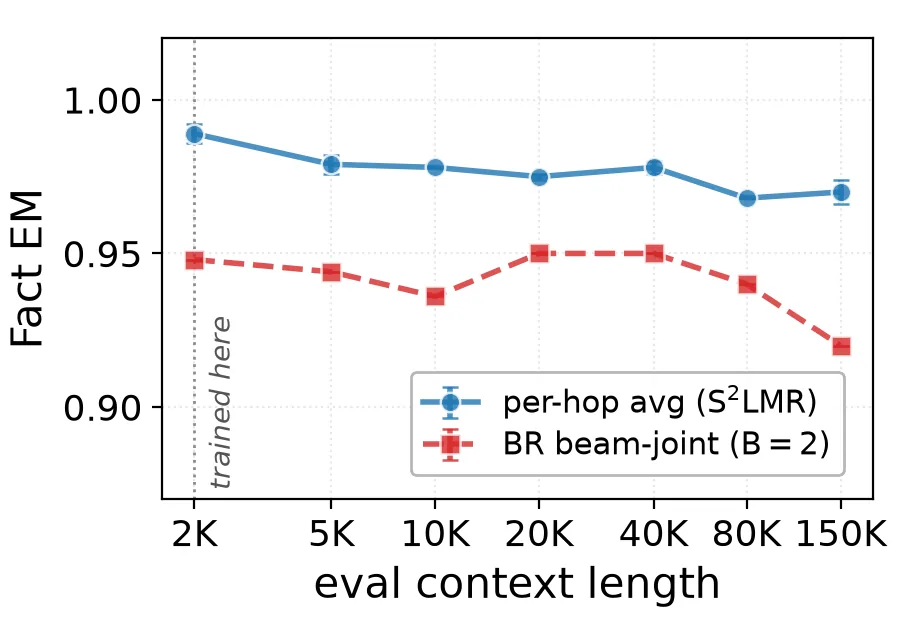 1.00
0.95
0.90
Fact EM
trained here
per-hop avg (S²LMR)
BR beam-joint (B = 2)
2K 5K 10K 20K 40K 80K 150K
eval context length